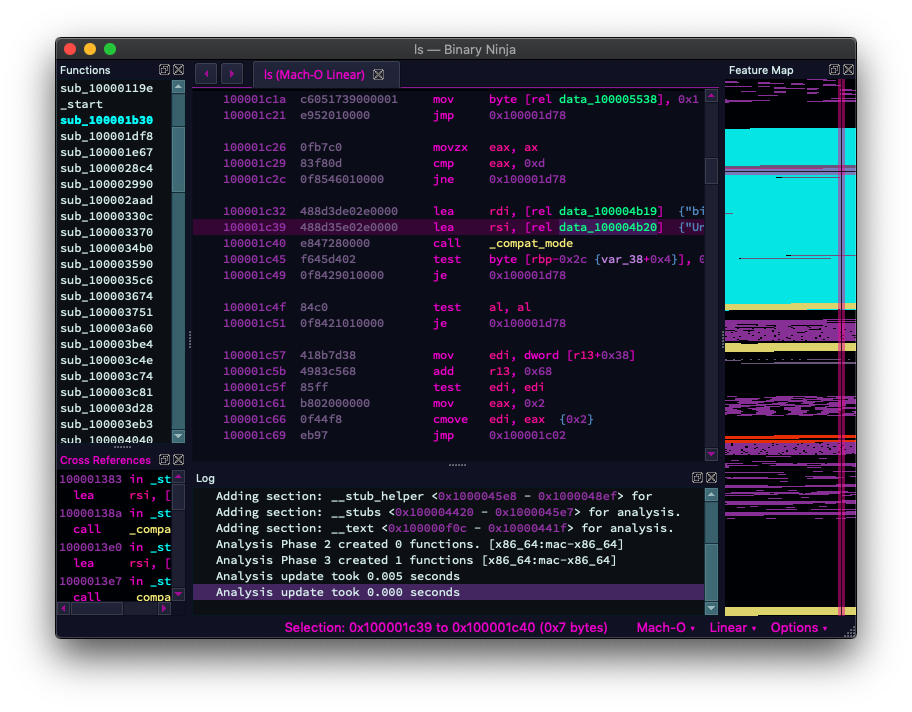 ls — Binary Ninja
Functions
sub_10000119e
_start
sub_100001b30
sub_100001df8
sub_100001e67
sub_1000028c4
sub_100002990
sub_100002aad
sub_10000330c
sub_100003370
sub_1000034b0
sub_100003590
sub_1000035c6
sub_100003674
sub_100003751
sub_100003a60
sub_100003be4
sub_100003c4e
sub_100003c74
sub_100003c81
sub_100003d28
sub_100003eb3
sub_100004040
Cross References
100001383 in _st
lea rsi, [
10000138a in _st
call _compa
1000013e0 in _st
lea rsi, [
1000013e7 in _st
call _compa
ls (Mach-O Linear)
100001c1a c6051739000001 mov byte [rel data_100005538], 0x1
100001c21 e952010000 jmp 0x100001d78
100001c26 0fb7c0 movzx eax, ax
100001c29 83f80d cmp eax, 0xd
100001c2c 0f8546010000 jne 0x100001d78
100001c32 488d3de02e0000 lea rdi, [rel data_100004b19] {"bi
100001c39 488d35e02e0000 lea rsi, [rel data_100004b20] {"Un
100001c40 e847280000 call _compat_mode
100001c45 f645d402 test byte [rbp-0x2c {var_38+0x4}], 0
100001c49 0f8429010000 je 0x100001d78
100001c4f 84c0 test al, al
100001c51 0f8421010000 je 0x100001d78
100001c57 418b7d38 mov edi, dword [r13+0x38]
100001c5b 4983c568 add r13, 0x68
100001c5f 85ff test edi, edi
100001c61 b802000000 mov eax, 0x2
100001c66 0f44f8 cmove edi, eax {0x2}
100001c69 eb97 jmp 0x100001c02
Log
Adding section: __stub_helper <0x1000045e8 - 0x1000048ef> for
Adding section: __stubs <0x100004420 - 0x1000045e7> for analysis.
Adding section: __text <0x100000f0c - 0x10000441f> for analysis.
Analysis Phase 2 created 0 functions. [x86_64:mac-x86_64]
Analysis Phase 3 created 1 functions [x86_64:mac-x86_64]
Analysis update took 0.005 seconds
Analysis update took 0.000 seconds
Feature Map
Selection: 0x100001c39 to 0x100001c40 (0x7 bytes) Mach-O Linear Options